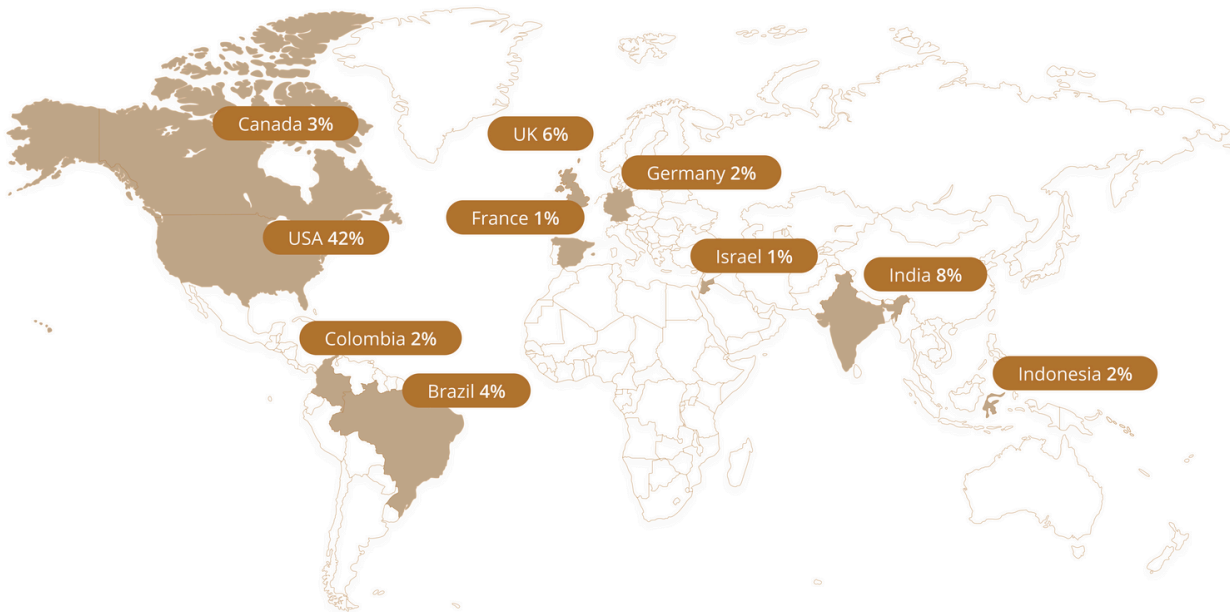 Canada 3%
UK 6%
Germany 2%
France 1%
USA 42%
Israel 1%
India 8%
Colombia 2%
Indonesia 2%
Brazil 4%